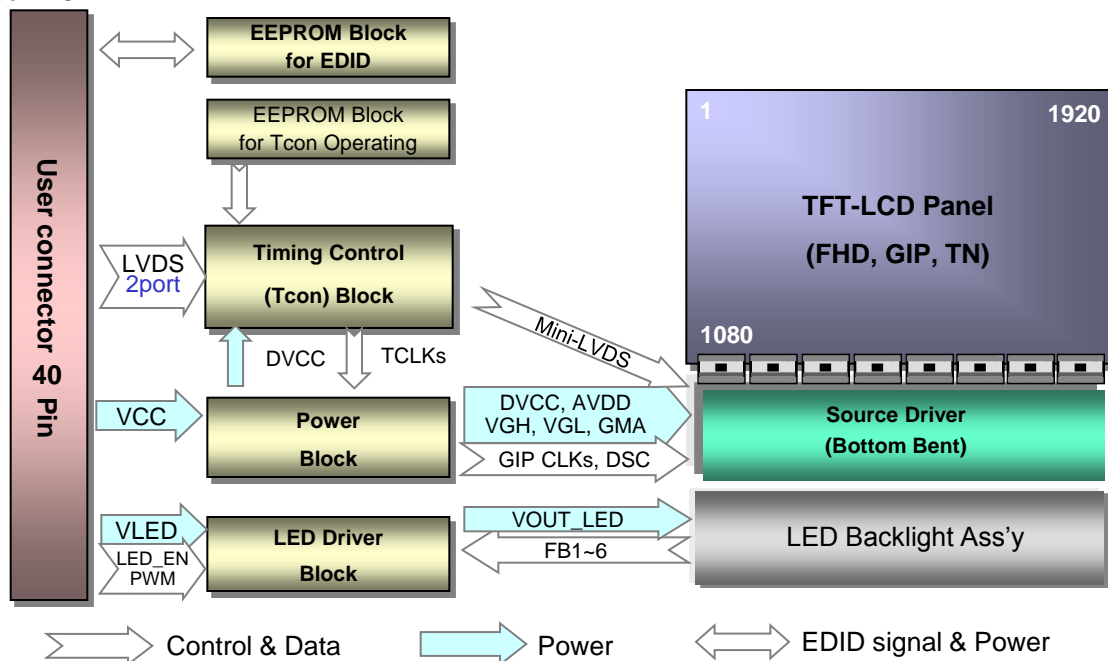 User connector 40 Pin
EEPROM Block
for EDID
EEPROM Block
for Tcon Operating
LVDS
2port
Timing Control
(Tcon) Block
DVCC
TCLKs
Mini-LVDS
VCC
Power
Block
DVCC, AVDD
VGH, VGL, GMA
GIP CLKs, DSC
VLED
LED_EN
PWM
LED Driver
Block
VOUT_LED
FB1~6
1
1920
TFT-LCD Panel
(FHD, GIP, TN)
1080
Source Driver
(Bottom Bent)
LED Backlight Ass'y
Control & Data
Power
EDID signal & Power